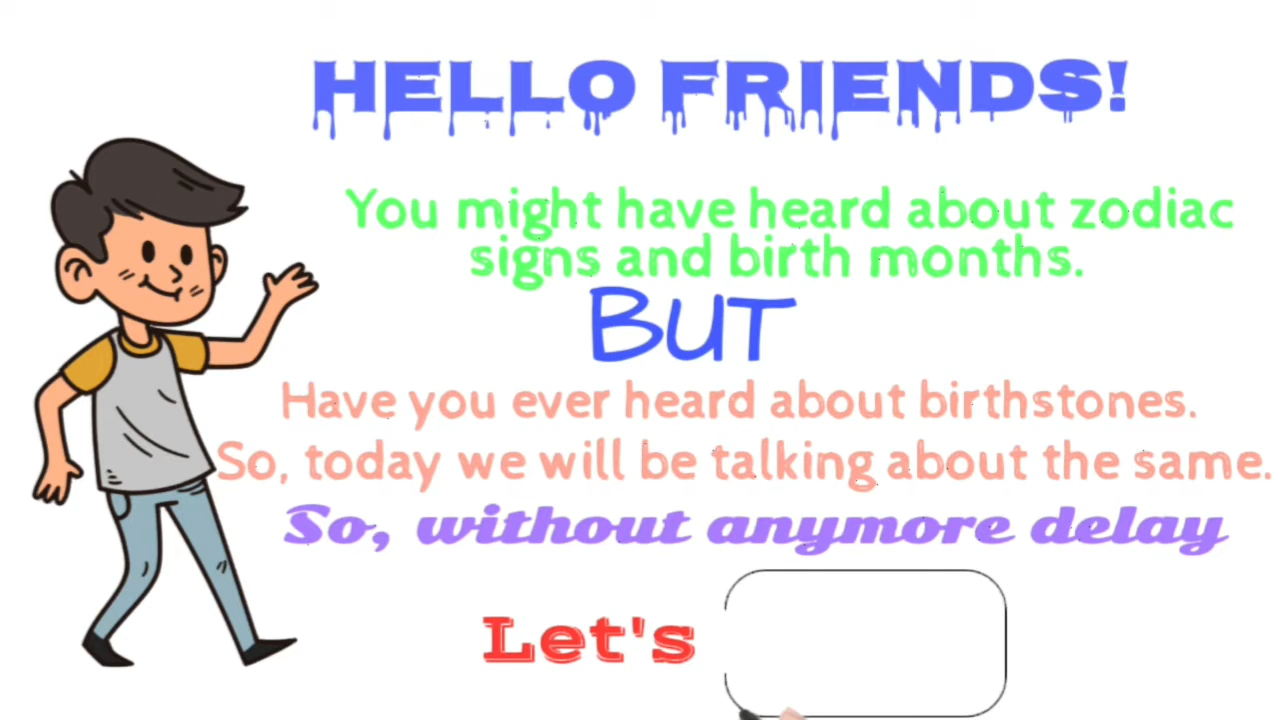 HELLO FRIENDS!
You might have heard about zodiac
signs and birth months.
BUT
Have you ever heard about birthstones.
So, today we will be talking about the same.
So, without anymore delay
Let's